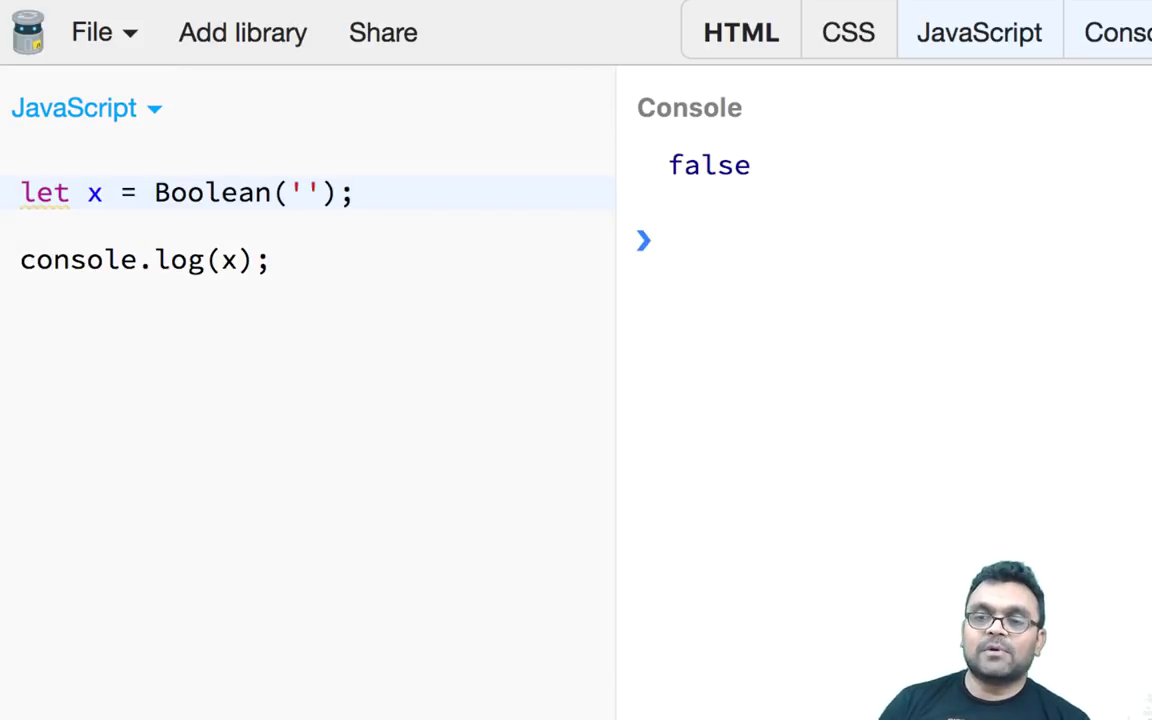 File Add library Share HTML CSS JavaScript Conso
JavaScript
Console
false
let x = Boolean('');
console.log(x);